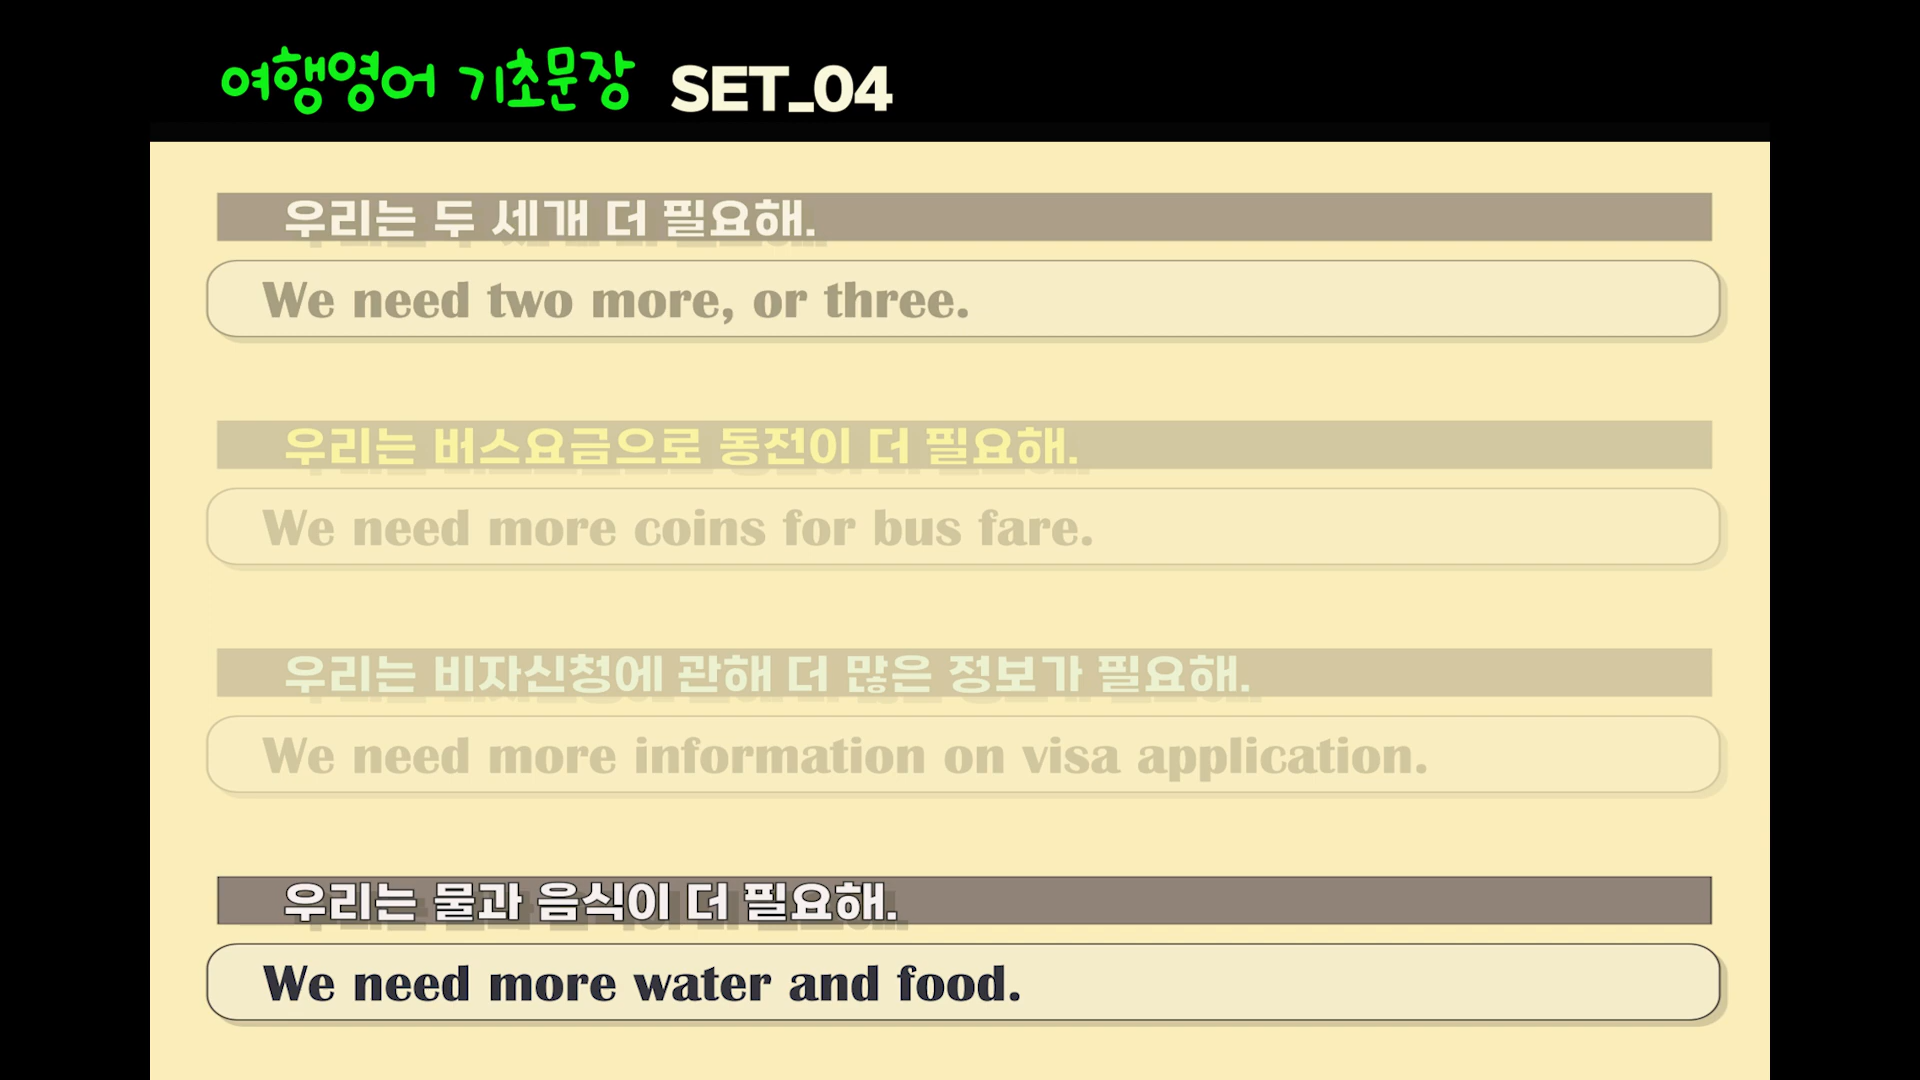 여행영어 기초문장 SET_04
우리는 두 세개 더 필요해.
We need two more, or three.
우리는 버스요금으로 동전이 더 필요해.
We need more coins for bus fare.
우리는 비자신청에 관해 더 많은 정보가 필요해.
We need more information on visa application.
우리는 물과 음식이 더 필요해.
We need more water and food.